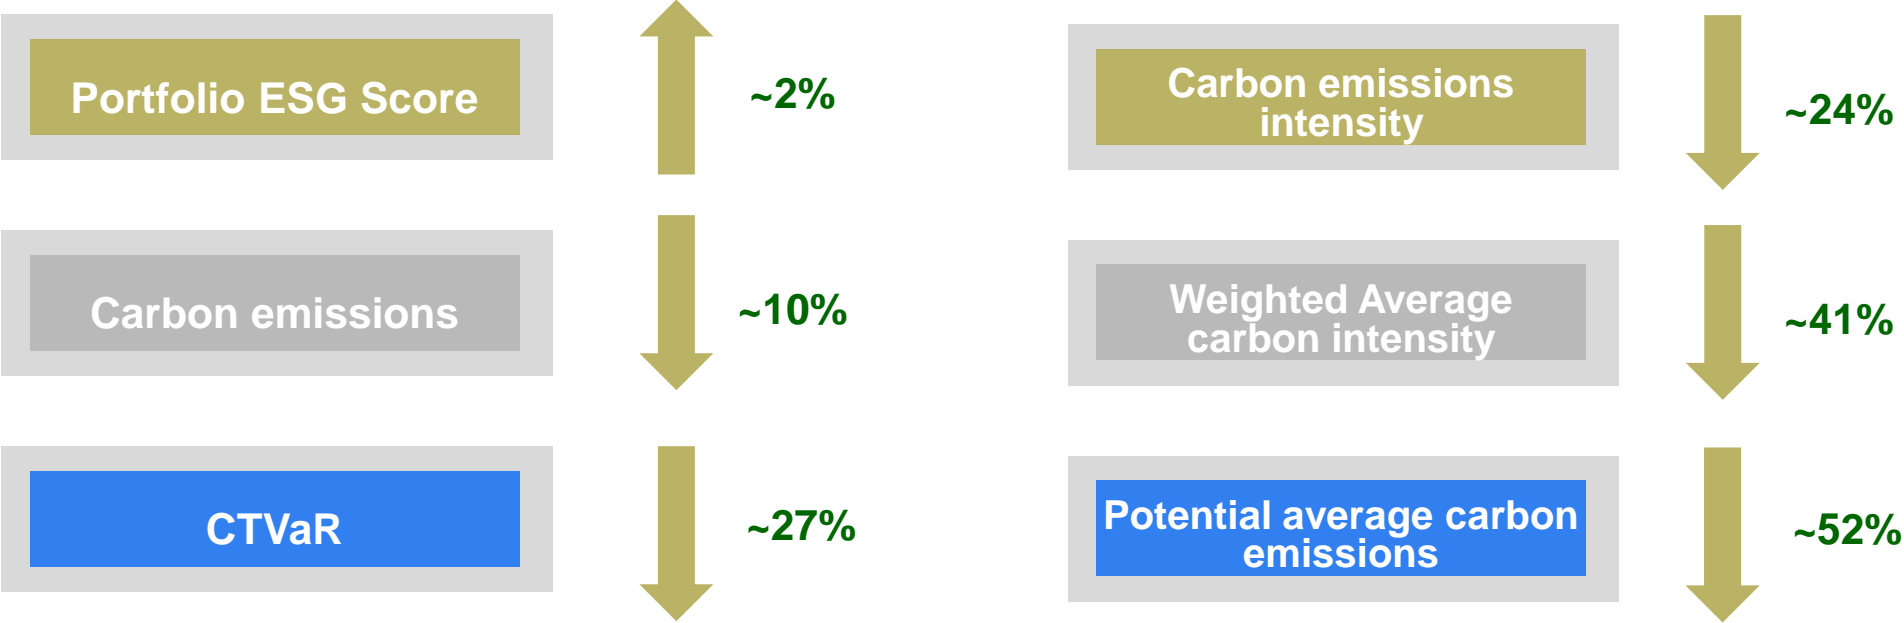 Portfolio ESG Score
~2%
Carbon emissions
intensity
~24%
Carbon emissions
~10%
Weighted Average
carbon intensity
~41%
CTVaR
~27%
Potential average carbon
emissions
~52%